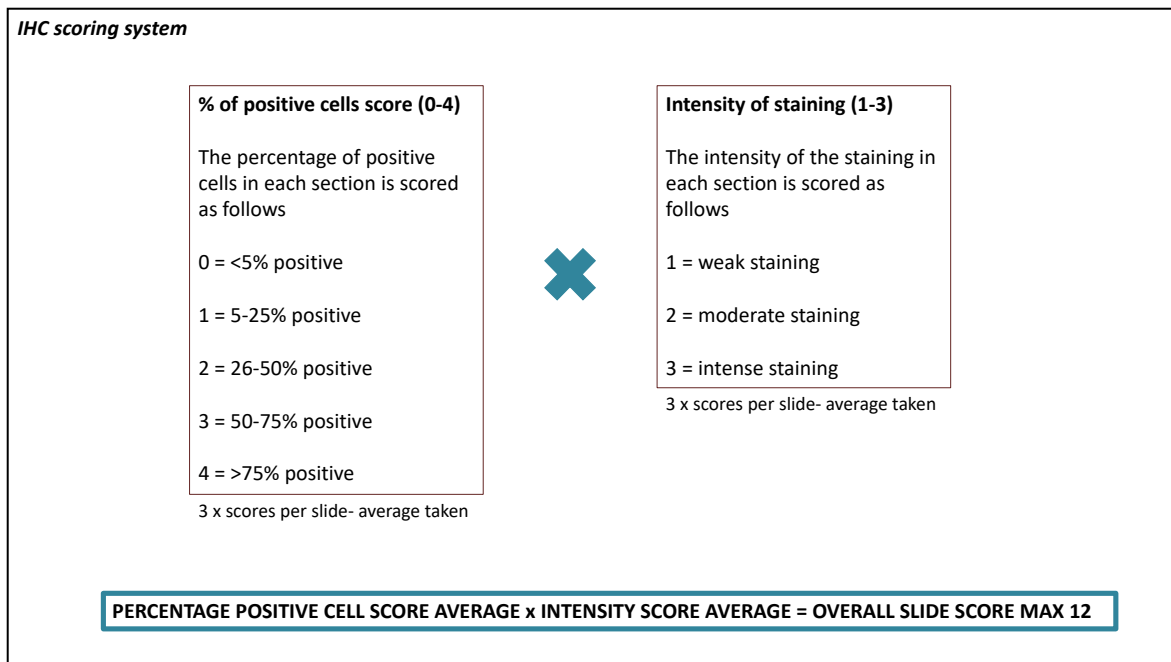 IHC scoring system
% of positive cells score (0-4)
The percentage of positive
cells in each section is scored
as follows
0 = <5% positive
1 = 5-25% positive
2 = 26-50% positive
3 = 50-75% positive
4 = >75% positive
3 x scores per slide- average taken
Intensity of staining (1-3)
The intensity of the staining in
each section is scored as
follows
1 = weak staining
2 = moderate staining
3 = intense staining
3 x scores per slide- average taken
PERCENTAGE POSITIVE CELL SCORE AVERAGE x INTENSITY SCORE AVERAGE = OVERALL SLIDE SCORE MAX 12